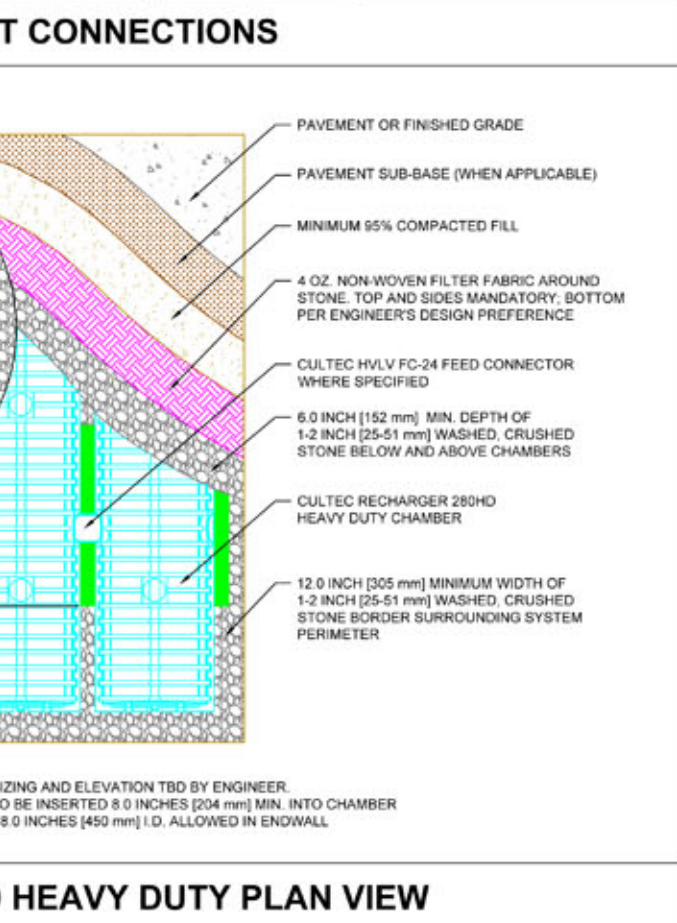 T CONNECTIONS
PAVEMENT OR FINISHED GRADE
PAVEMENT SUB-BASE (WHEN APPLICABLE)
MINIMUM 95% COMPACTED FILL
4 OZ. NON-WOVEN FILTER FABRIC AROUND
STONE. TOP AND SIDES MANDATORY; BOTTOM
PER ENGINEER'S DESIGN PREFERENCE
CULTEC HVLV FC-24 FEED CONNECTOR
WHERE SPECIFIED
6.0 INCH [152 mm] MIN. DEPTH OF
1-2 INCH [25-51 mm] WASHED, CRUSHED
STONE BELOW AND ABOVE CHAMBERS
CULTEC RECHARGER 280HD
HEAVY DUTY CHAMBER
12.0 INCH [305 mm] MINIMUM WIDTH OF
1-2 INCH [25-51 mm] WASHED, CRUSHED
STONE BORDER SURROUNDING SYSTEM
PERIMETER
IZING AND ELEVATION TBD BY ENGINEER.
O BE INSERTED 8.0 INCHES [204 mm] MIN. INTO CHAMBER
8.0 INCHES [450 mm] I.D. ALLOWED IN ENDWALL
HEAVY DUTY PLAN VIEW